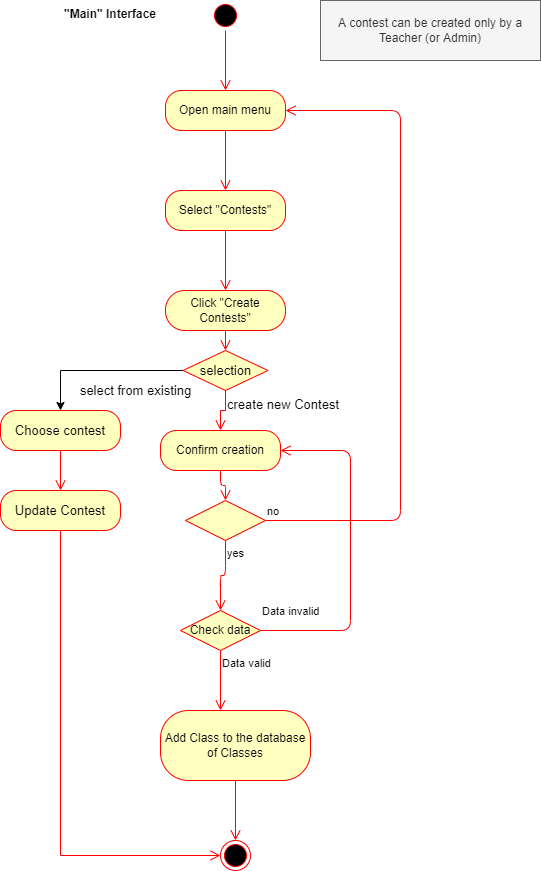 "Main" Interface
A contest can be created only by a
Teacher (or Admin)
Open main menu
Select "Contests"
Click "Create
Contests"
selection
select from existing
create new Contest
Choose contest
Confirm creation
Update Contest
no
yes
Data invalid
Check data
Data valid
Add Class to the database
of Classes